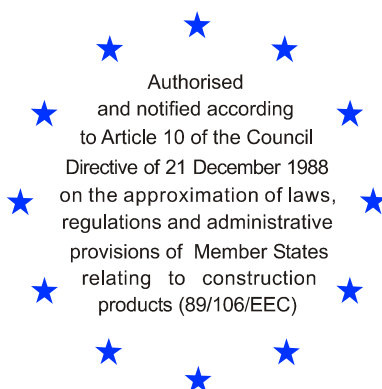 Authorised
and notified according
to Article 10 of the Council
Directive of 21 December 1988
on the approximation of laws,
regulations and administrative
provisions of Member States
relating to construction
products (89/106/EEC)